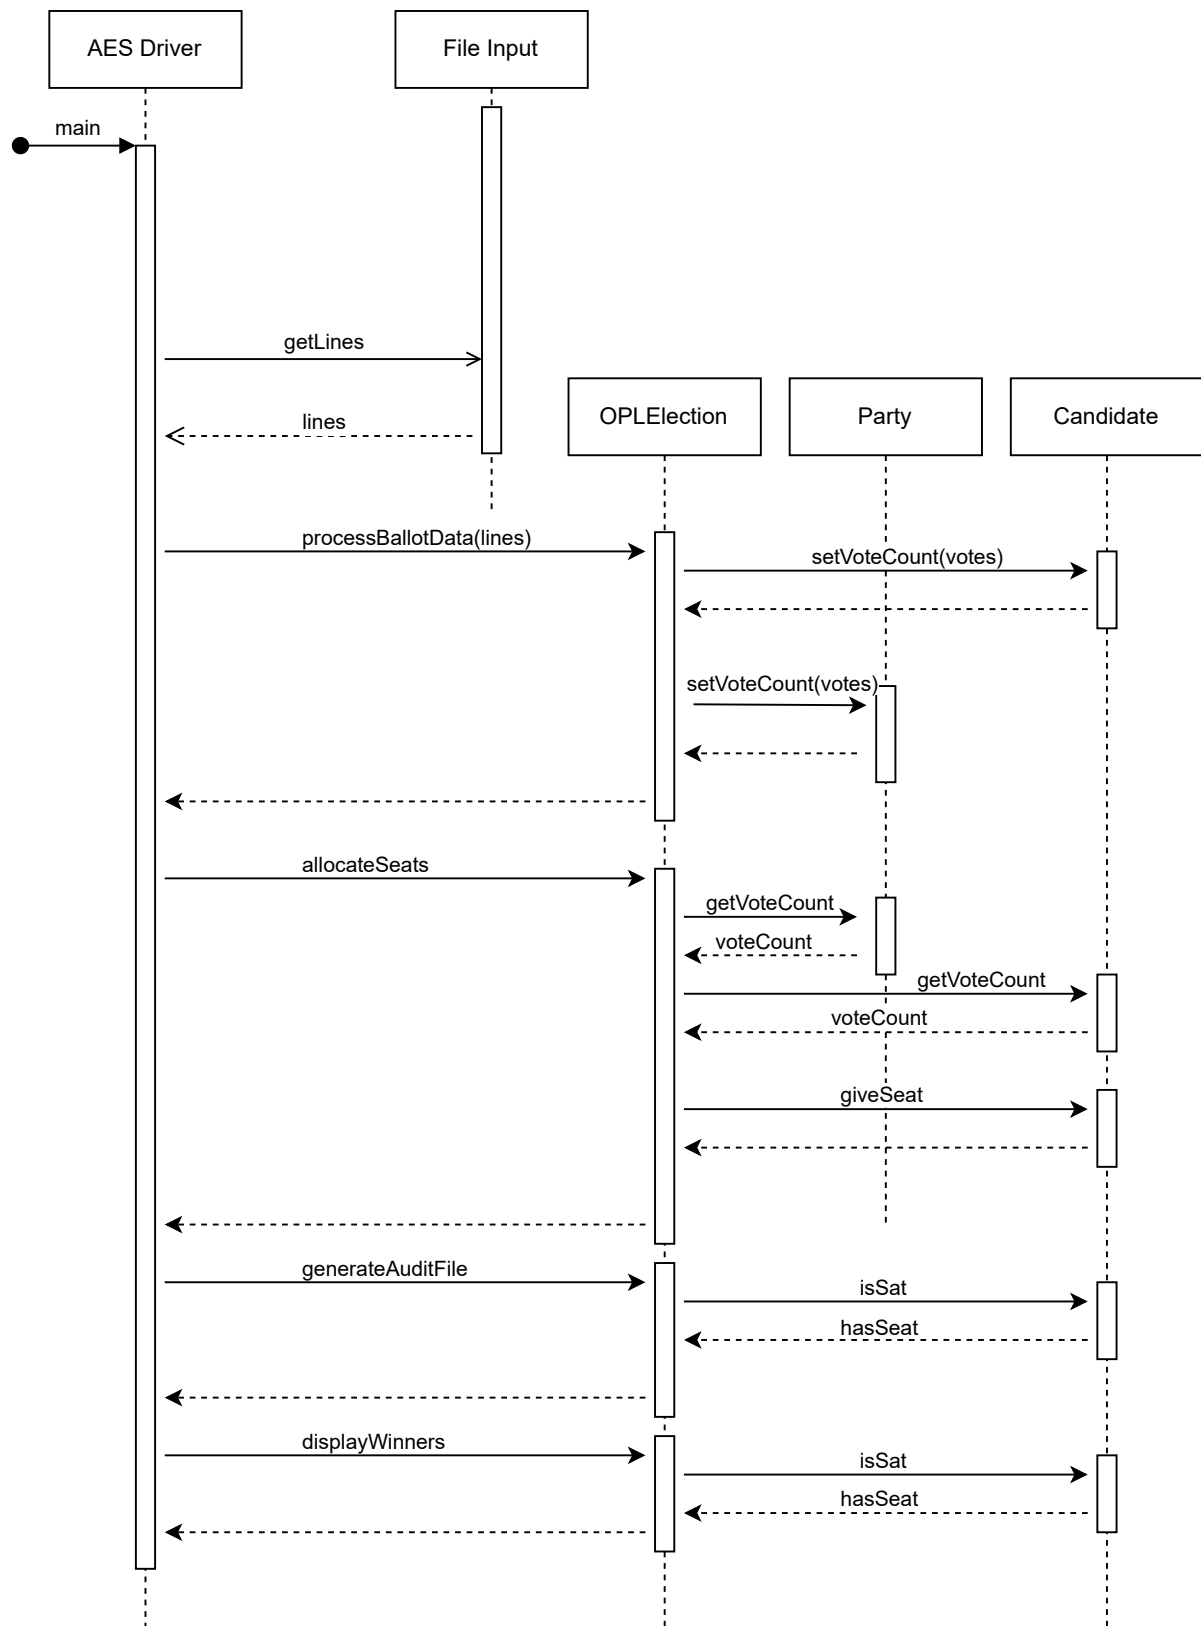 AES Driver
File Input
main
getLines
OPLElection
Party
Candidate
lines
processBallotData(lines)
setVoteCount(votes)
setVoteCount(votes)
allocateSeats
getVoteCount
voteCount
getVoteCount
voteCount
giveSeat
generateAuditFile
isSat
hasSeat
displayWinners
isSat
hasSeat